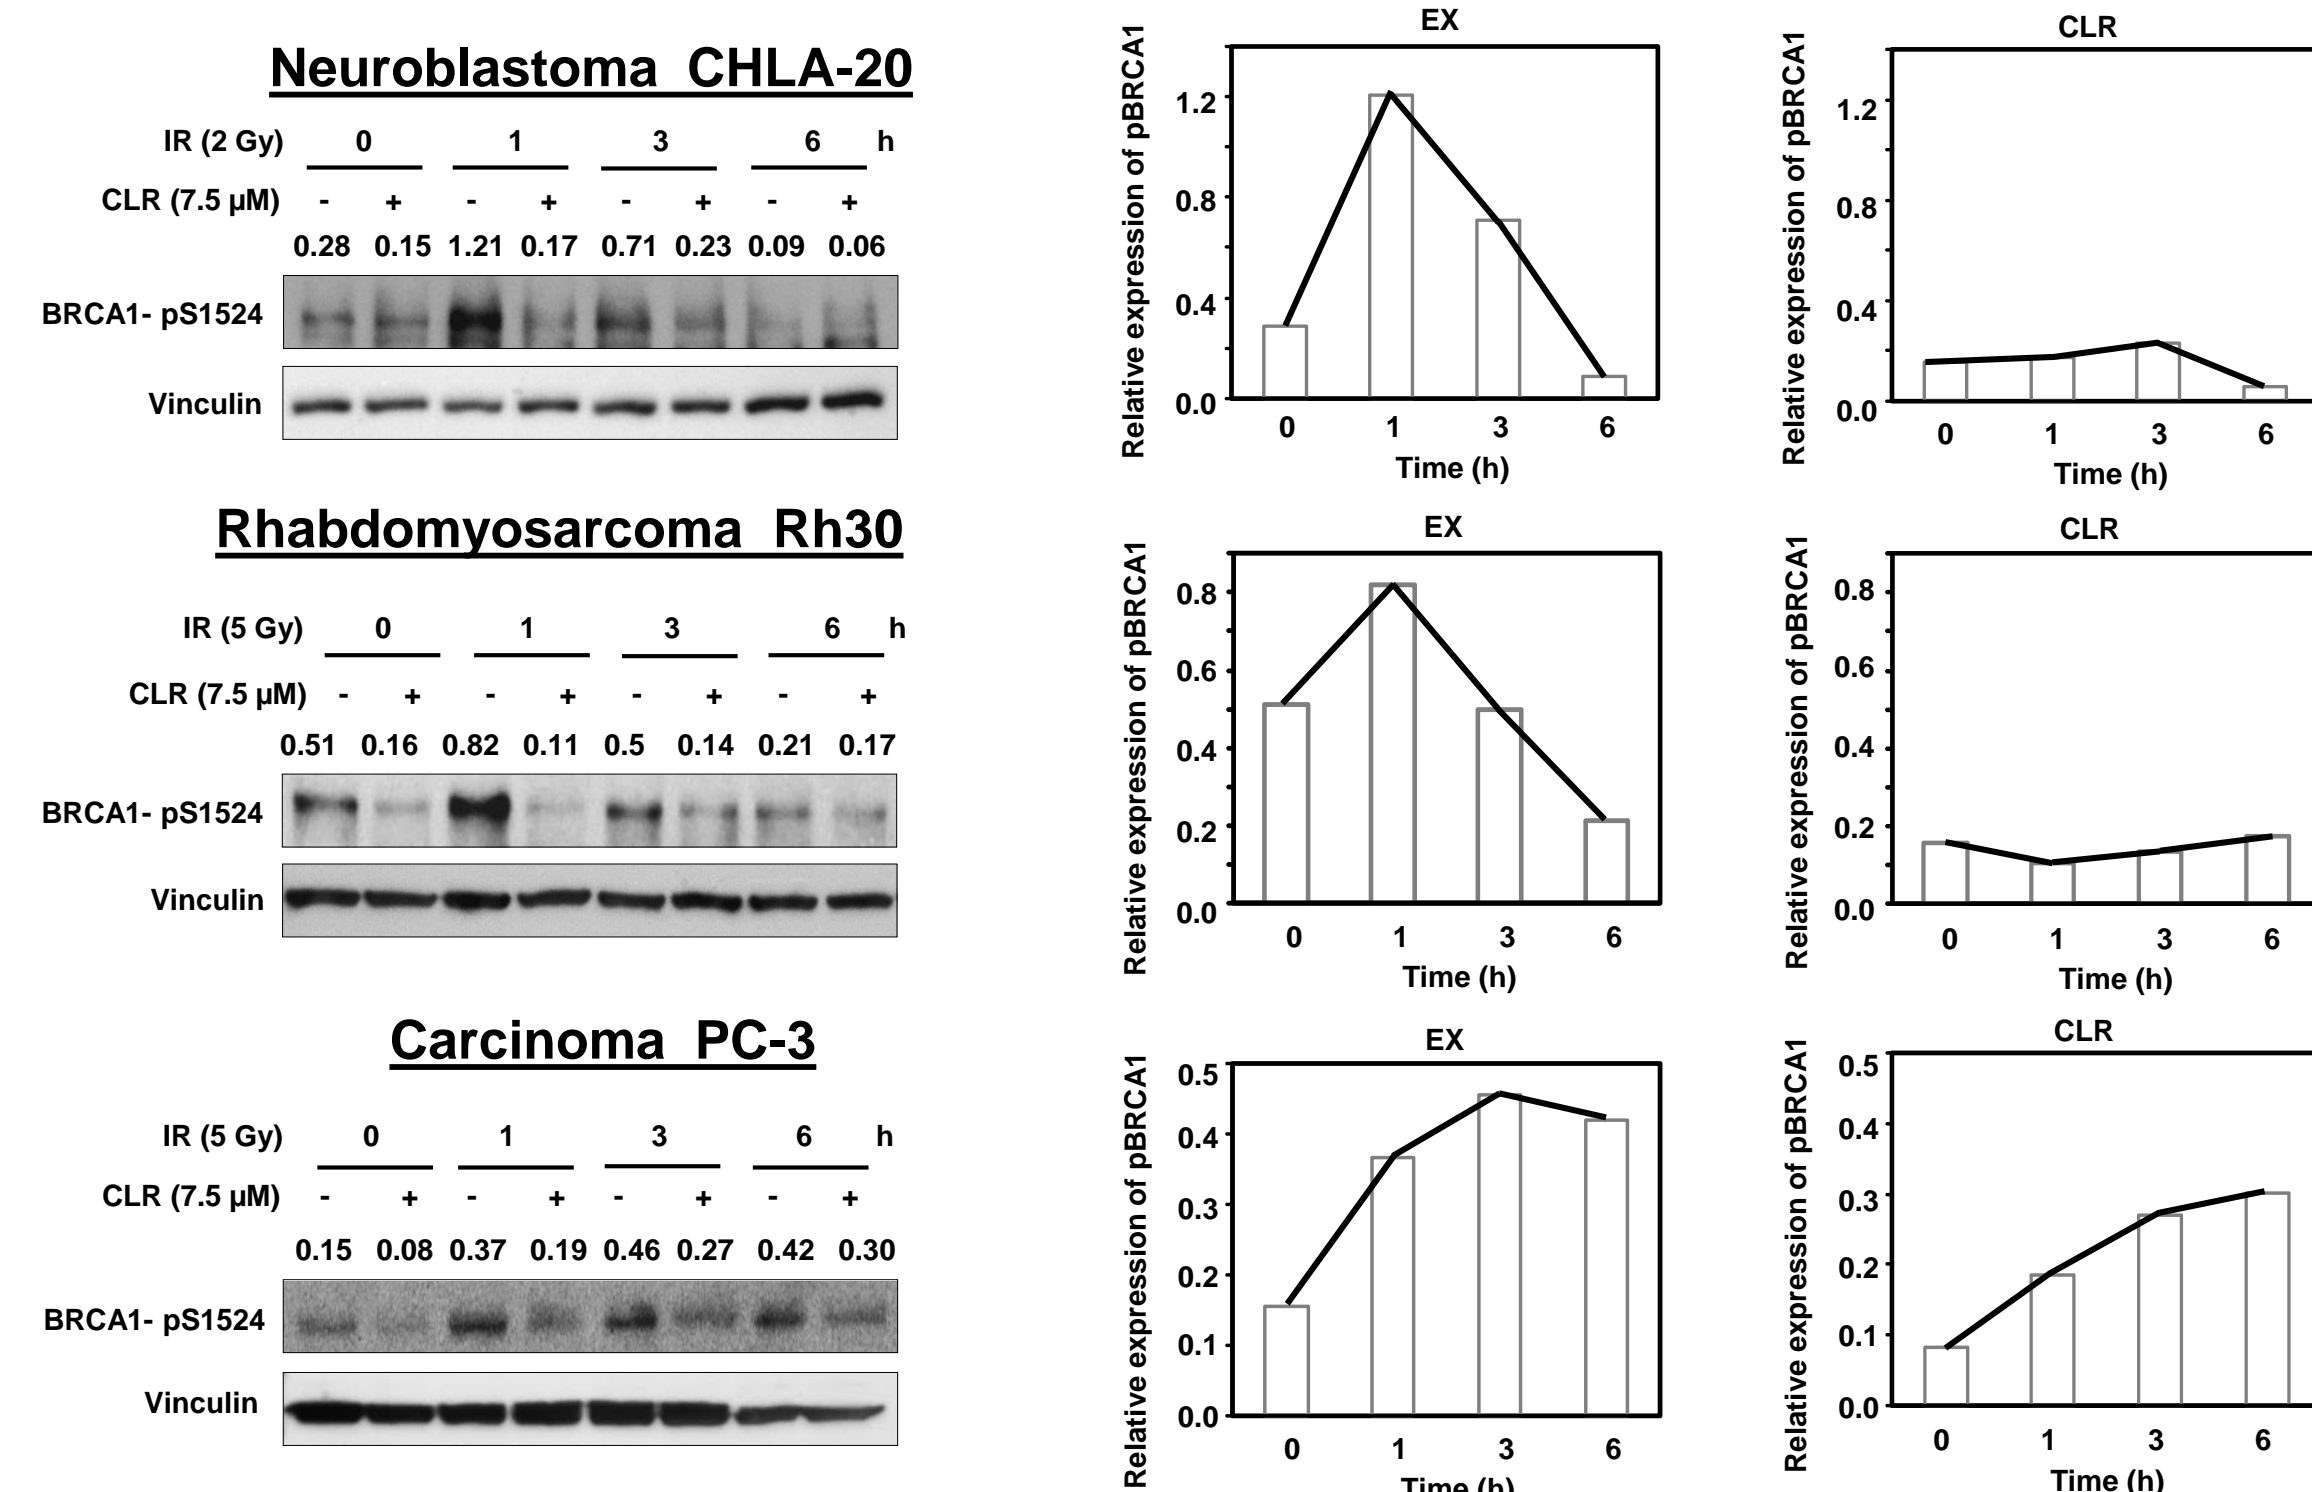 Neuroblastoma CHLA-20
IR (2 Gy) 0 1 3 6 h
CLR (7.5 µM) - + - + - + - +
0.28 0.15 1.21 0.17 0.71 0.23 0.09 0.06
BRCA1- pS1524
Vinculin
EX
Relative expression of pBRCA1
1.2
0.8
0.4
0.0
0 1 3 6
Time (h)
CLR
Relative expression of pBRCA1
1.2
0.8
0.4
0.0
0 1 3 6
Time (h)
Rhabdomyosarcoma Rh30
IR (5 Gy) 0 1 3 6 h
CLR (7.5 µM) - + - + - + - +
0.51 0.16 0.82 0.11 0.5 0.14 0.21 0.17
BRCA1- pS1524
Vinculin
EX
Relative expression of pBRCA1
0.8
0.6
0.4
0.2
0.0
0 1 3 6
Time (h)
CLR
Relative expression of pBRCA1
0.8
0.6
0.4
0.2
0.0
0 1 3 6
Time (h)
Carcinoma PC-3
IR (5 Gy) 0 1 3 6 h
CLR (7.5 µM) - + - + - + - +
0.15 0.08 0.37 0.19 0.46 0.27 0.42 0.30
BRCA1- pS1524
Vinculin
EX
Relative expression of pBRCA1
0.5
0.4
0.3
0.2
0.1
0.0
0 1 3 6
Time (h)
CLR
Relative expression of pBRCA1
0.5
0.4
0.3
0.2
0.1
0.0
0 1 3 6
Time (h)